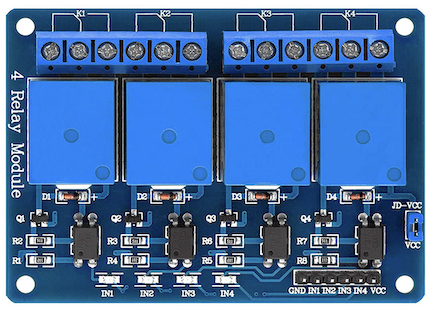 K1 K2 K3 K4
4 Relay Module
D1 + D2 + D3 + D4 +
JD-VCC
Q1 Q2 Q3 Q4
R2 R3 R6 R7
VCC
R1 R4 R5 R8
GND IN1 IN2 IN3 IN4 VCC
IN1 IN2 IN3 IN4